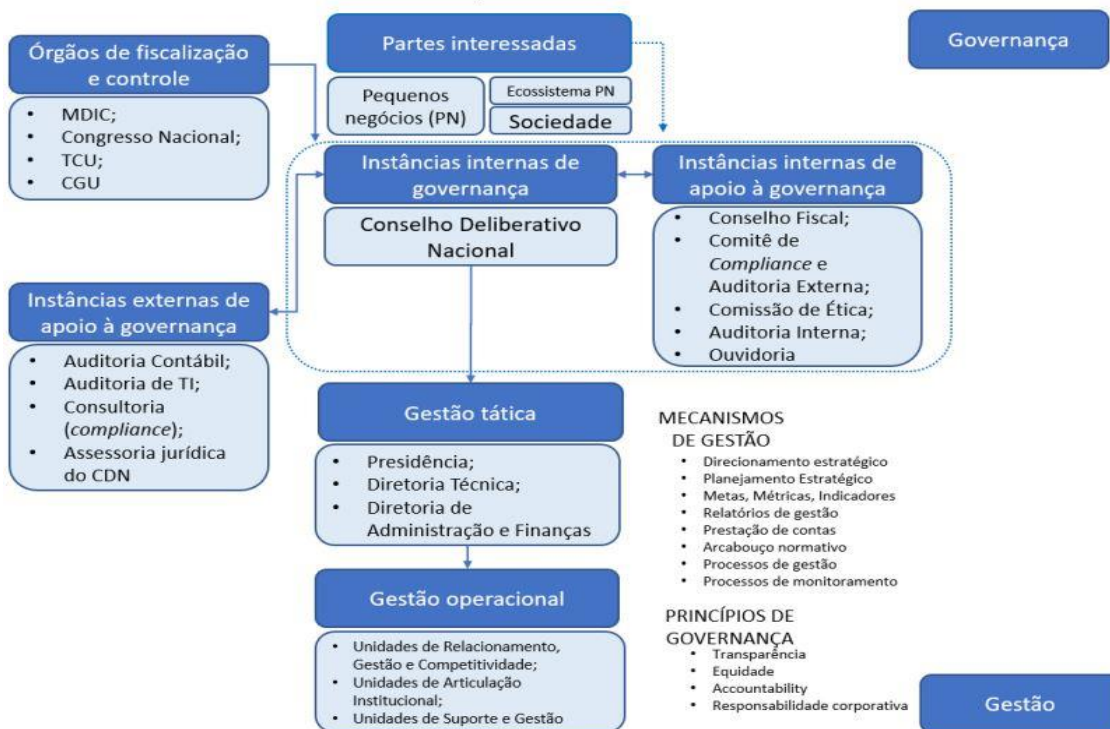 Partes interessadas
Governança
Órgãos de fiscalização
e controle
Pequenos
negócios (PN)
Ecossistema PN
Sociedade
• MDIC;
• Congresso Nacional;
• TCU;
• CGU
Instâncias internas de
governança
Instâncias internas de
apoio à governança
Conselho Deliberativo
Nacional
• Conselho Fiscal;
• Comitê de
Compliance e
Auditoria Externa;
• Comissão de Ética;
• Auditoria Interna;
• Ouvidoria
Instâncias externas de
apoio à governança
• Auditoria Contábil;
• Auditoria de TI;
• Consultoria
(compliance);
• Assessoria jurídica
do CDN
Gestão tática
• Presidência;
• Diretoria Técnica;
• Diretoria de
Administração e Finanças
MECANISMOS
DE GESTÃO
• Direcionamento estratégico
• Planejamento Estratégico
• Metas, Métricas, Indicadores
• Relatórios de gestão
• Prestação de contas
• Arcabouço normativo
• Processos de gestão
• Processos de monitoramento
Gestão operacional
• Unidades de Relacionamento,
Gestão e Competitividade;
• Unidades de Articulação
Institucional;
• Unidades de Suporte e Gestão
PRINCÍPIOS DE
GOVERNANÇA
• Transparência
• Equidade
• Accountability
• Responsabilidade corporativa
Gestão